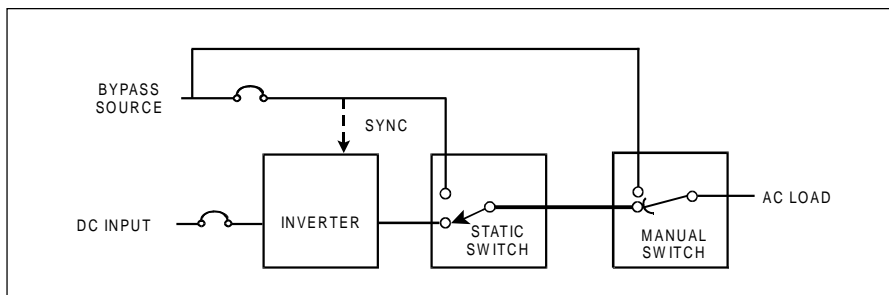 BYPASS
SOURCE
SYNC
DC INPUT
INVERTER
STATIC
SWITCH
MANUAL
SWITCH
AC LOAD